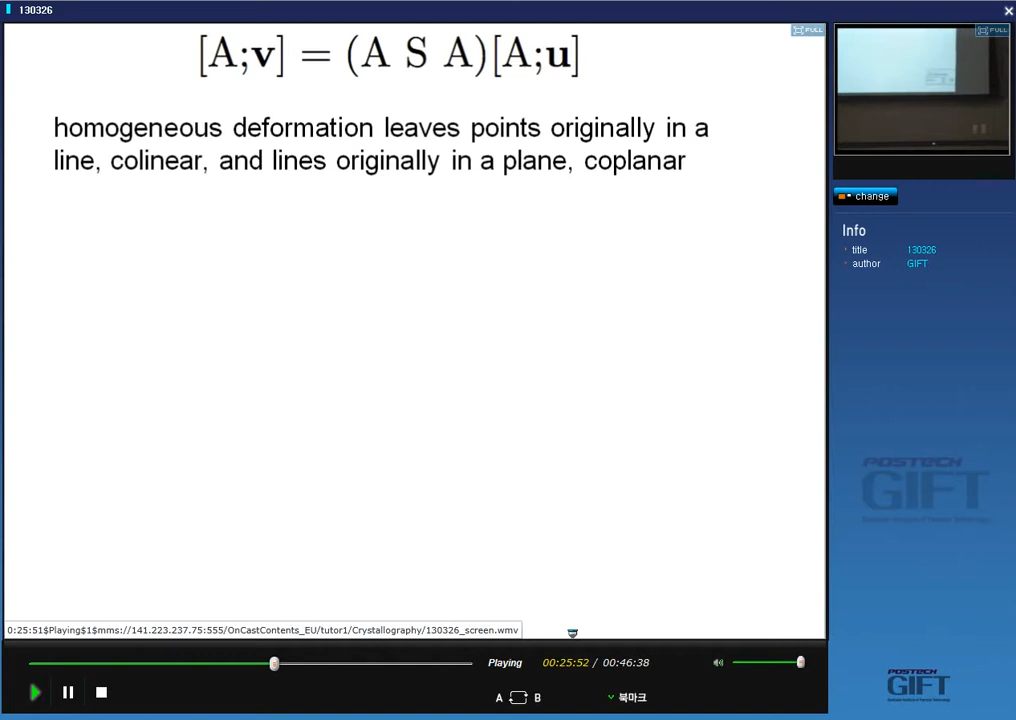 130326
[A;v] = (A S A)[A;u]
homogeneous deformation leaves points originally in a
line, colinear, and lines originally in a plane, coplanar
FULL
FULL
change
Info
title 130326
author GIFT
POSTECH
GIFT
0:25:51$Playing$1$mms://141.223.237.75:555/OnCastContents_EU/tutor1/Crystallography/130326_screen.wmv
Playing 00:25:52 / 00:46:38
A B 북마크
POSTECH
GIFT